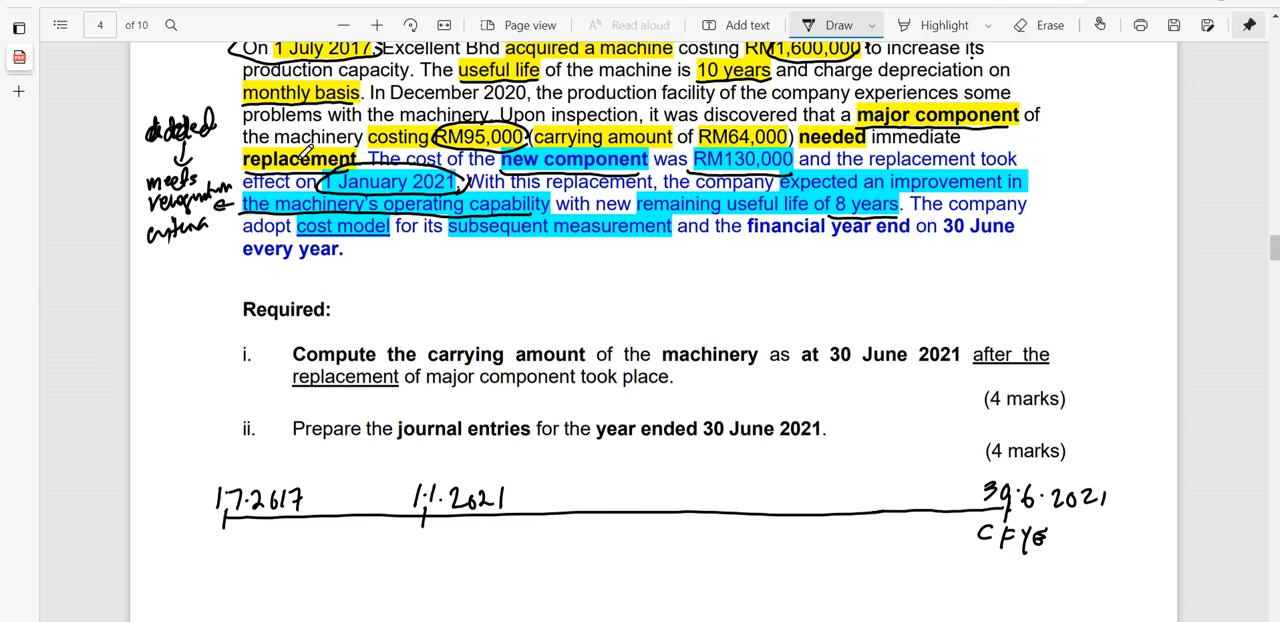 4 of 10
Page view
Read aloud
Add text
Draw
Highlight
Erase
On 1 July 2017, Excellent Bhd acquired a machine costing RM1,600,000 to increase its
production capacity. The useful life of the machine is 10 years and charge depreciation on
monthly basis. In December 2020, the production facility of the company experiences some
problems with the machinery. Upon inspection, it was discovered that a major component of
the machinery costing RM95,000 (carrying amount of RM64,000) needed immediate
replacement. The cost of the new component was RM130,000 and the replacement took
effect on 1 January 2021. With this replacement, the company expected an improvement in
the machinery's operating capability with new remaining useful life of 8 years. The company
adopt cost model for its subsequent measurement and the financial year end on 30 June
every year.
added
meets
recognition
criteria
Required:
i. Compute the carrying amount of the machinery as at 30 June 2021 after the
replacement of major component took place.
(4 marks)
ii. Prepare the journal entries for the year ended 30 June 2021.
(4 marks)
1.7.2017 1.1.2021 30.6.2021
CFYE